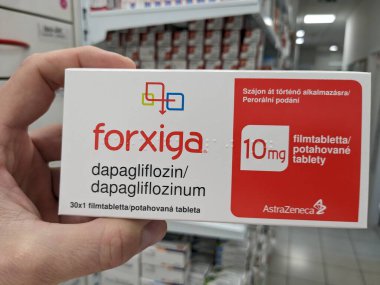 forxiga
dapagliflozin/
dapagliflozinum
30x1 filmtabletta/potahovaná tableta
Szájon át történő alkalmazásra/
Perorální podání
10mg
filmtabletta/
potahované
tablety
AstraZeneca